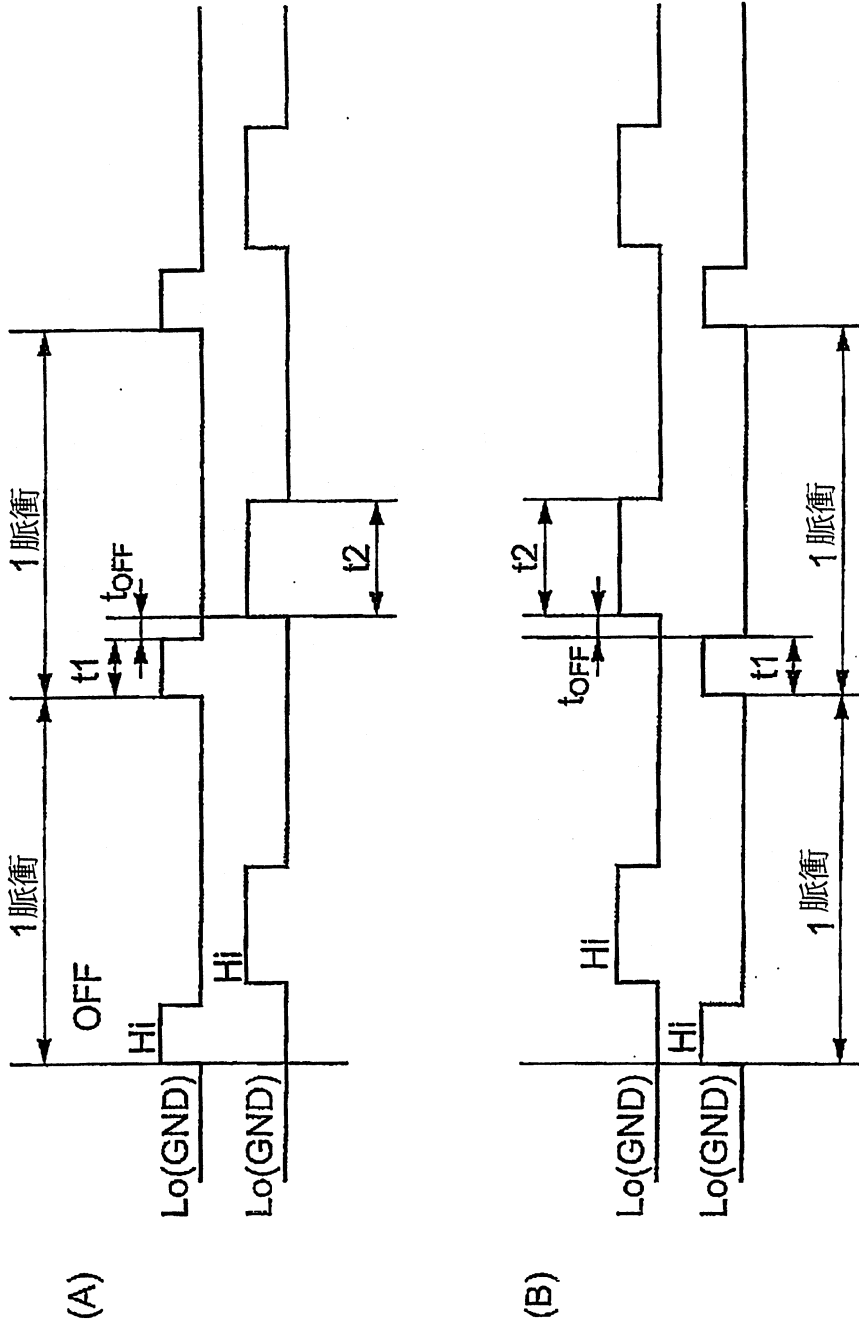 (A)
1脈衝
1脈衝
OFF
t1
tOFF
Hi
Lo(GND)
Hi
Lo(GND)
t2
(B)
t2
tOFF
Hi
Lo(GND)
Hi
Lo(GND)
t1
1脈衝
1脈衝